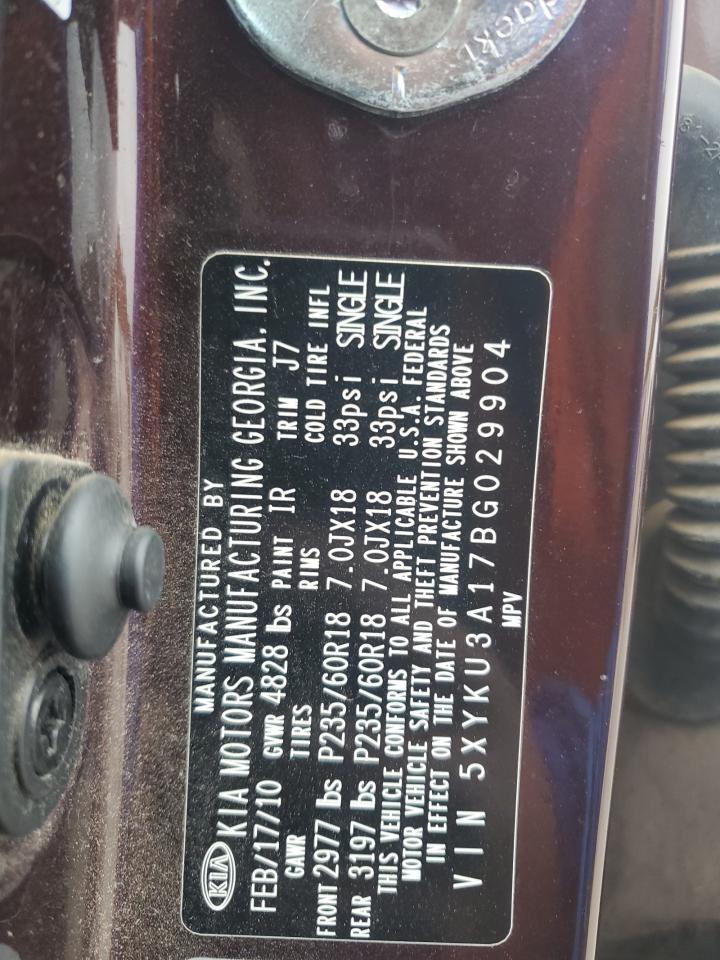 MANUFACTURED BY
KIA KIA MOTORS MANUFACTURING GEORGIA, INC.
FEB/17/10 GVWR 4828 lbs PAINT IR TRIM J7
GAWR TIRES RIMS COLD TIRE INFL
FRONT 2977 lbs P235/60R18 7.0JX18 33psi SINGLE
REAR 3197 lbs P235/60R18 7.0JX18 33psi SINGLE
THIS VEHICLE CONFORMS TO ALL APPLICABLE U.S.A. FEDERAL
MOTOR VEHICLE SAFETY AND THEFT PREVENTION STANDARDS
IN EFFECT ON THE DATE OF MANUFACTURE SHOWN ABOVE
VIN 5XYKU3A17BG029904
MPV